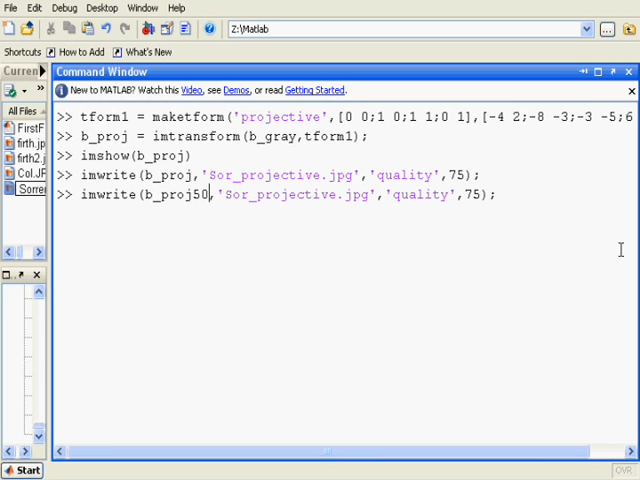 File Edit Debug Desktop Window Help
Z:\Matlab
Shortcuts How to Add What's New
Curren
Command Window
New to MATLAB? Watch this Video, see Demos, or read Getting Started.
All Files
FirstF
firth.jp
firth2.j
Col.JP
Sorrer
>> tform1 = maketform('projective',[0 0;1 0;1 1;0 1],[-4 2;-8 -3;-3 -5;6
>> b_proj = imtransform(b_gray,tform1);
>> imshow(b_proj)
>> imwrite(b_proj,'Sor_projective.jpg','quality',75);
>> imwrite(b_proj50,'Sor_projective.jpg','quality',75);
Start
OVR